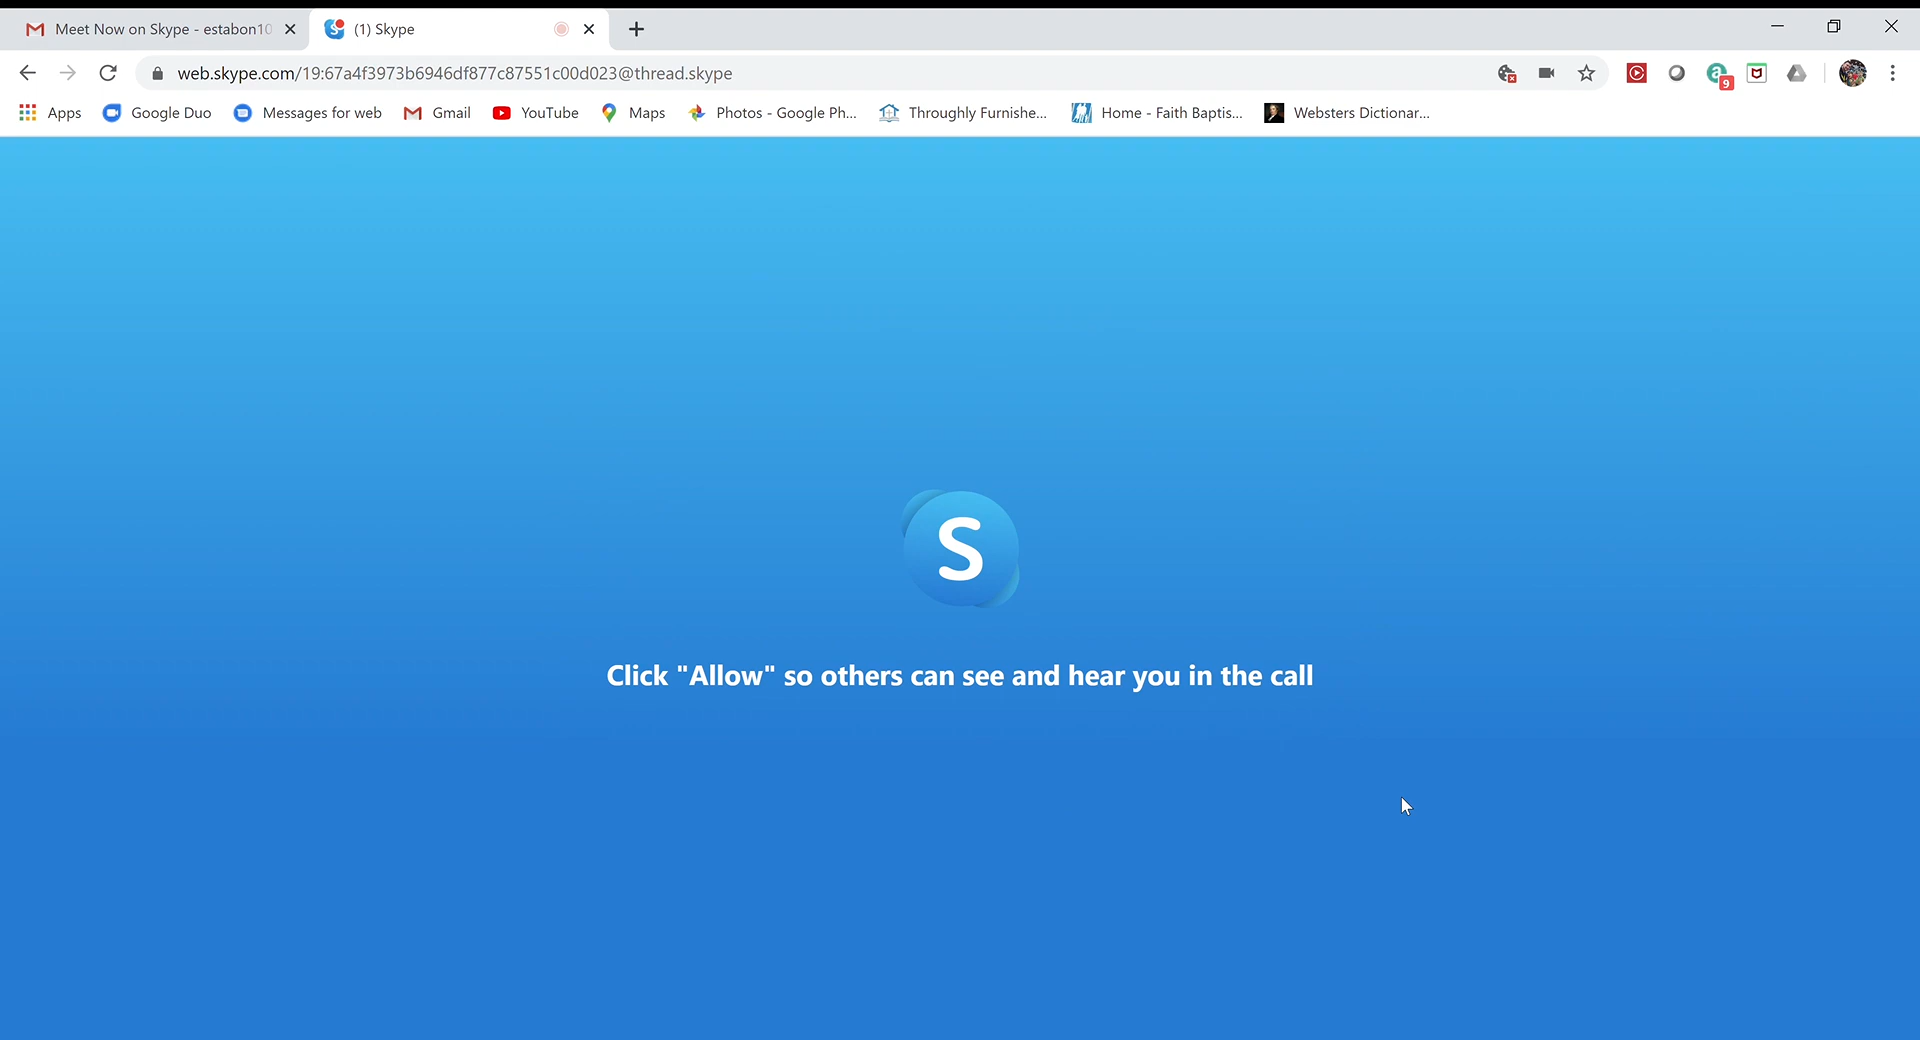 Meet Now on Skype - estabon10
(1) Skype
web.skype.com/19:67a4f3973b6946df877c87551c00d023@thread.skype
9
Apps
Google Duo
Messages for web
Gmail
YouTube
Maps
Photos - Google Ph...
Throughly Furnishe...
Home - Faith Baptis...
Websters Dictionar...
S
Click "Allow" so others can see and hear you in the call